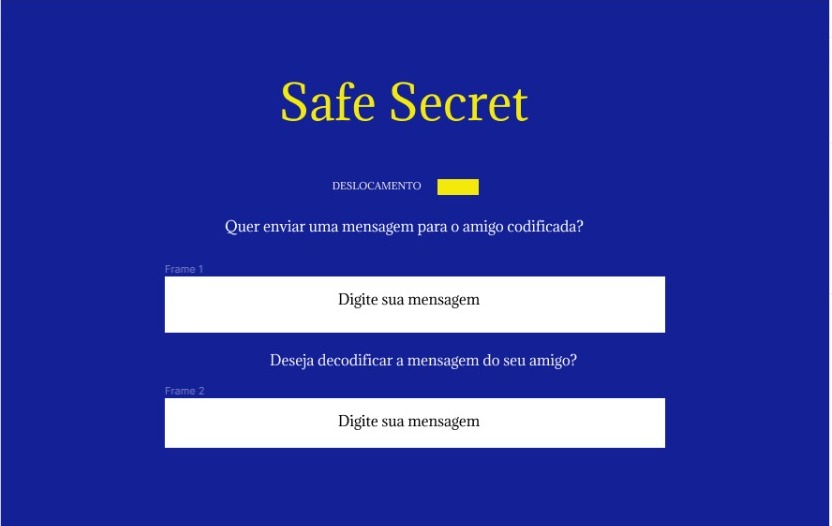 Safe Secret
DESLOCAMENTO
Quer enviar uma mensagem para o amigo codificada?
Frame 1
Digite sua mensagem
Deseja decodificar a mensagem do seu amigo?
Frame 2
Digite sua mensagem